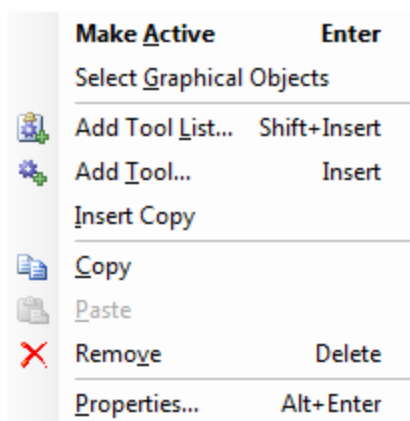 Make Active Enter
Select Graphical Objects
Add Tool List... Shift+Insert
Add Tool... Insert
Insert Copy
Copy
Paste
Remove Delete
Properties... Alt+Enter